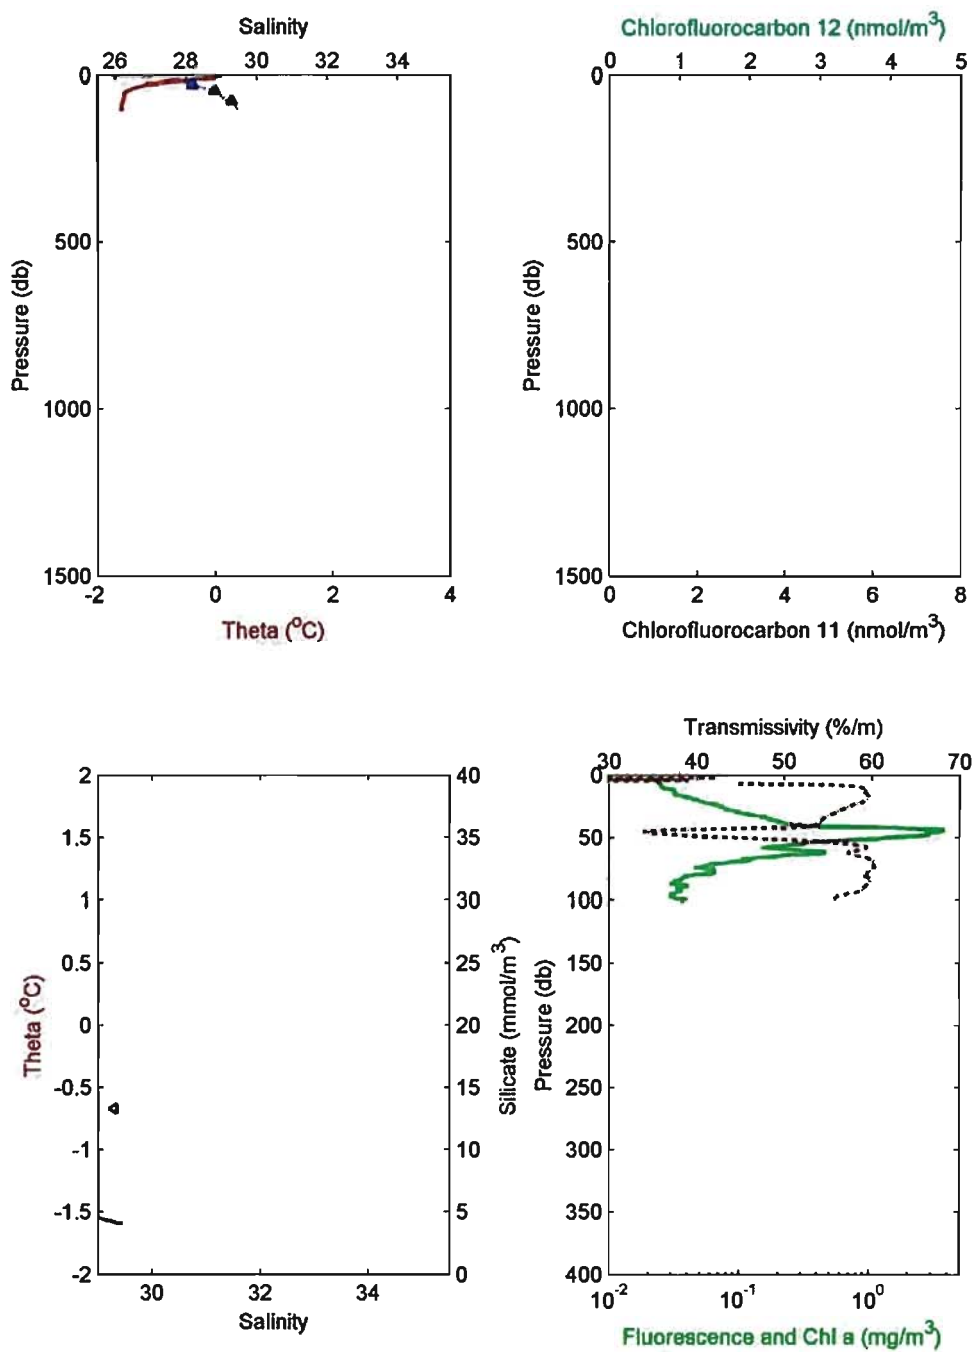 Salinity
26 28 30 32 34
0
500
1000
1500
Pressure (db)
-2 0 2 4
Theta (°C)
Chlorofluorocarbon 12 (nmol/m³)
0 1 2 3 4 5
0
500
1000
1500
Pressure (db)
0 2 4 6 8
Chlorofluorocarbon 11 (nmol/m³)
2
1.5
1
0.5
0
-0.5
-1
-1.5
-2
Theta (°C)
40
35
30
25
20
15
10
5
0
Silicate (mmol/m³)
30 32 34
Salinity
Transmissivity (%/m)
30 40 50 60 70
0
50
100
150
200
250
300
350
400
Pressure (db)
10⁻² 10⁻¹ 10⁰
Fluorescence and Chl a (mg/m³)